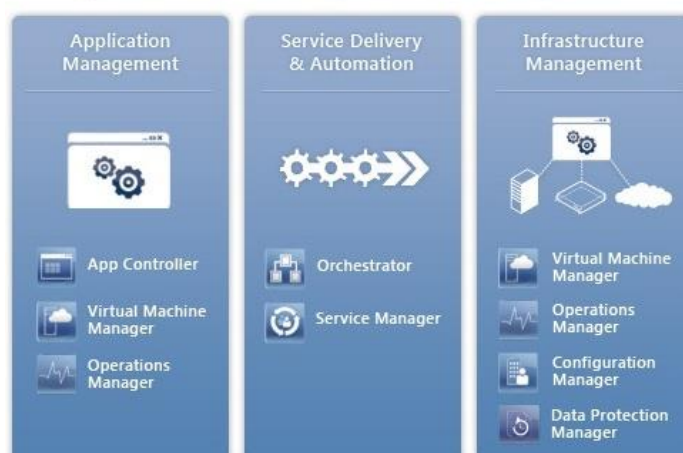 Application
Management
App Controller
Virtual Machine
Manager
Operations
Manager
Service Delivery
& Automation
Orchestrator
Service Manager
Infrastructure
Management
Virtual Machine
Manager
Operations
Manager
Configuration
Manager
Data Protection
Manager